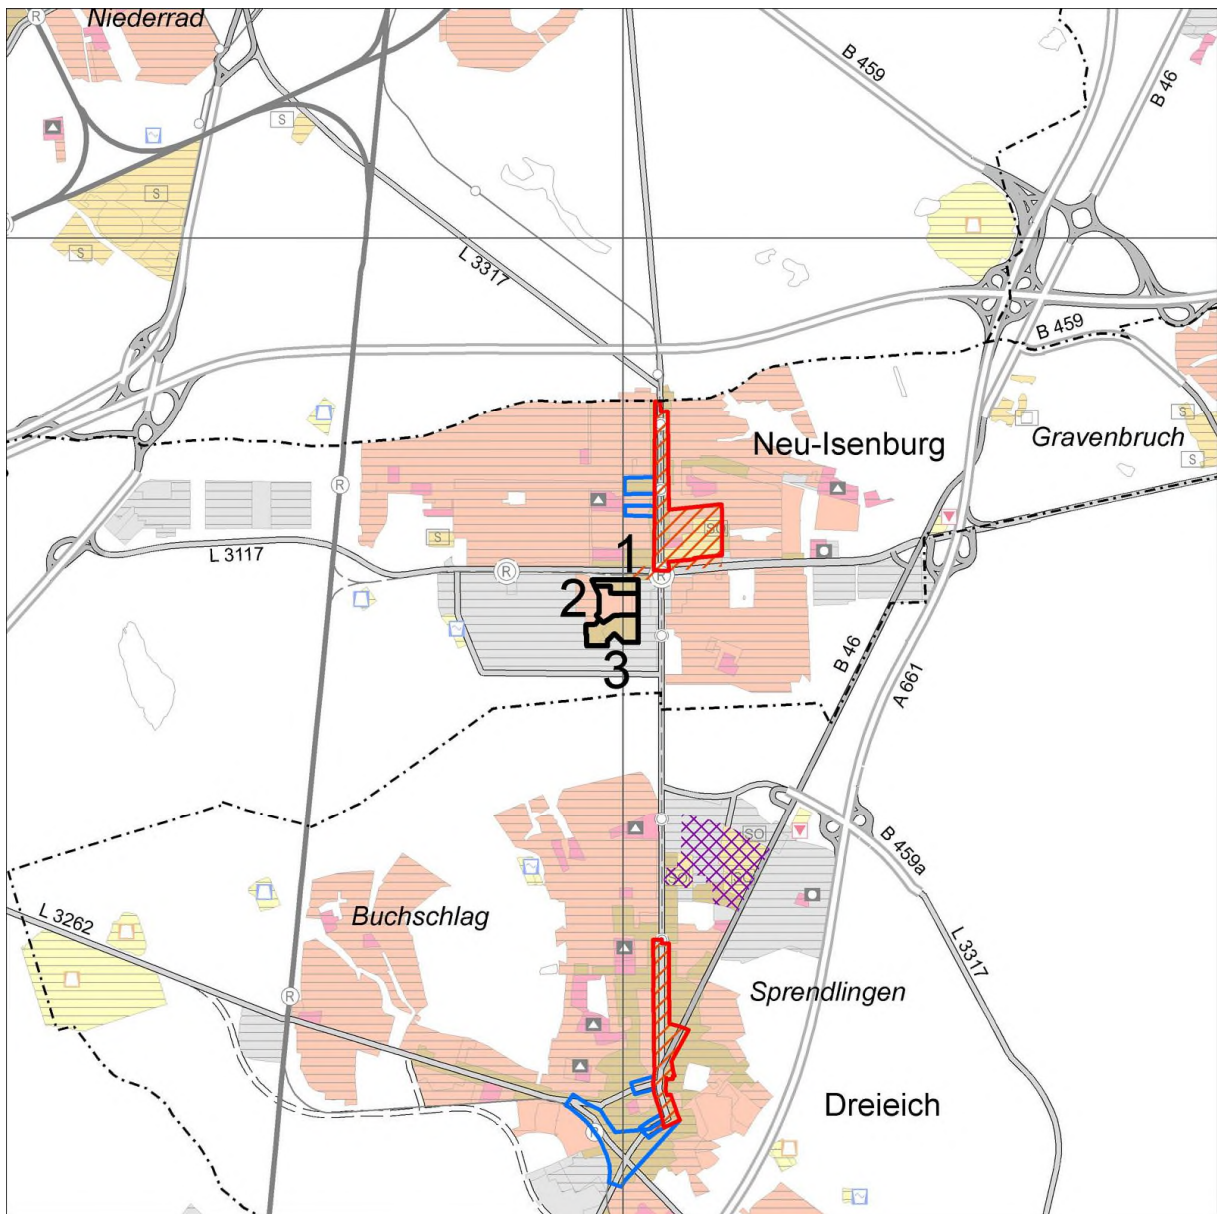 Niederrad
R
B 459
B 46
S
S
S
L 3317
B 459
S
Neu-Isenburg
Gravenbruch
S
R
SO
S
L 3117
1
R
R
2
B 46
3
A 661
SO
B 459a
L 3262
Buchschlag
L 3317
R
Sprendlingen
Dreieich
R